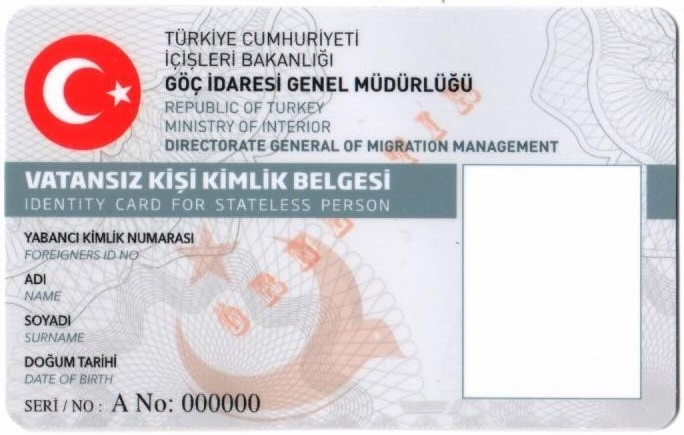 TÜRKİYE CUMHURİYETİ
İÇİŞLERİ BAKANLIĞI
GÖÇ İDARESİ GENEL MÜDÜRLÜĞÜ
REPUBLIC OF TURKEY
MINISTRY OF INTERIOR
DIRECTORATE GENERAL OF MIGRATION MANAGEMENT
VATANSIZ KİŞİ KİMLİK BELGESİ
IDENTITY CARD FOR STATELESS PERSON
YABANCI KİMLİK NUMARASI
FOREIGNERS ID NO
ADI
NAME
SOYADI
SURNAME
DOĞUM TARİHİ
DATE OF BIRTH
SERİ / NO : A No: 000000
ÖRNEKTİR